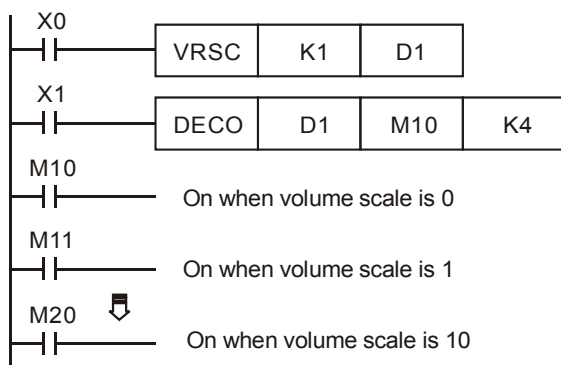 X0
VRSC K1 D1
X1
DECO D1 M10 K4
M10
On when volume scale is 0
M11
On when volume scale is 1
M20
On when volume scale is 10